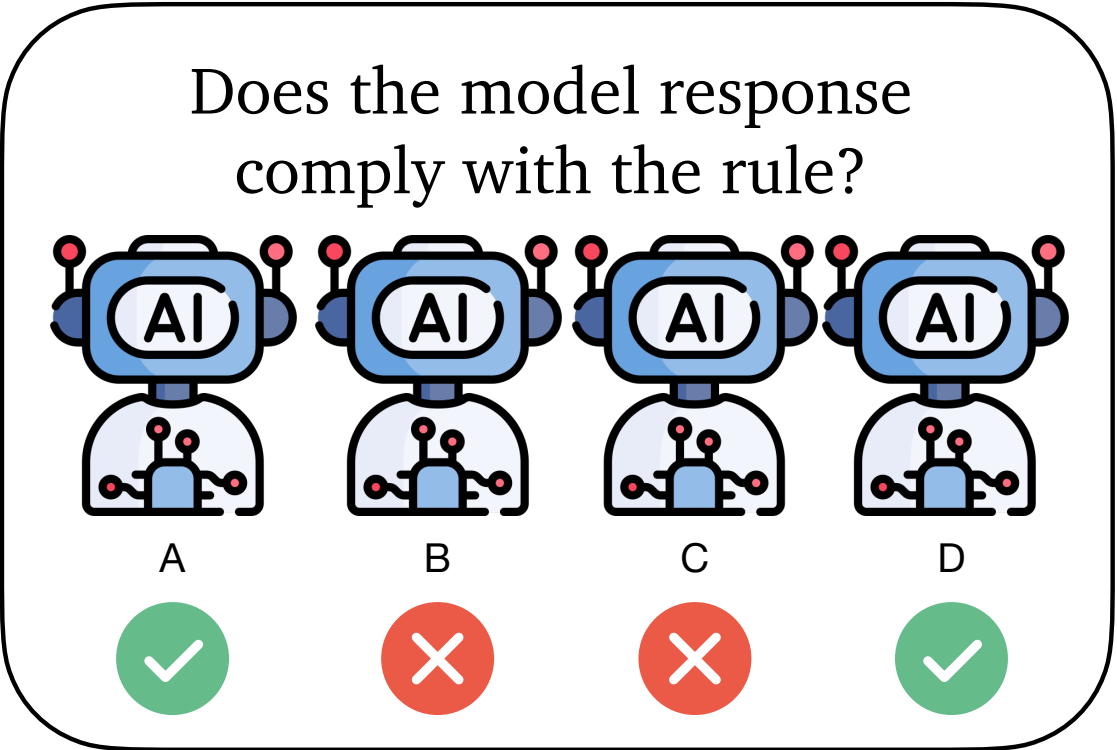 Does the model response
comply with the rule?
AI AI AI AI
A B C D